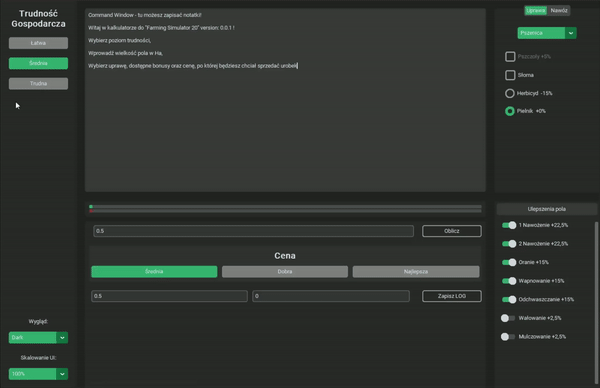 Trudność
Gospodarcza
Łatwa
Średnia
Trudna
Wygląd:
Dark
Skalowanie UI:
100%
Command Window - tu możesz zapisać notatki!
Witaj w kalkulatorze do "Farming Simulator 20" version: 0.0.1 !
Wybierz poziom trudności,
Wprowadź wielkość pola w Ha,
Wybierz uprawę, dostępne bonusy oraz cenę, po której będziesz chciał sprzedać urobek
0.5
Oblicz
Cena
Średnia
Dobra
Najlepsza
0.5
0
Zapisz LOG
Uprawa
Nawóz
Pszenica
Pszczoły +5%
Słoma
Herbicyd -15%
Pielnik +0%
Ulepszenia pola
1 Nawożenie +22,5%
2 Nawożenie +22,5%
Oranie +15%
Wapnowanie +15%
Odchwaszczanie +15%
Wałowanie +2,5%
Mulczowanie +2,5%